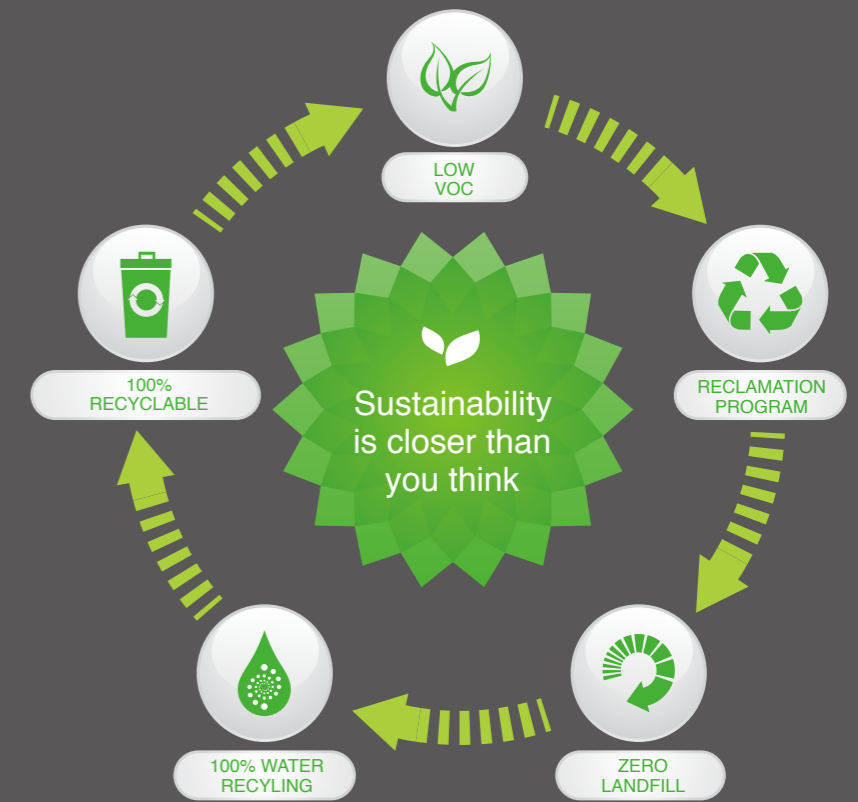 LOW
VOC
RECLAMATION
PROGRAM
ZERO
LANDFILL
100% WATER
RECYLING
100%
RECYCLABLE
Sustainability
is closer than
you think